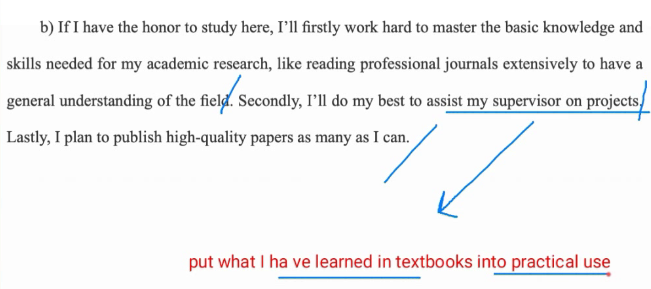 b) If I have the honor to study here, I’ll firstly work hard to master the basic knowledge and
skills needed for my academic research, like reading professional journals extensively to have a
general understanding of the field. Secondly, I’ll do my best to assist my supervisor on projects.
Lastly, I plan to publish high-quality papers as many as I can.
put what I ha ve learned in textbooks into practical use